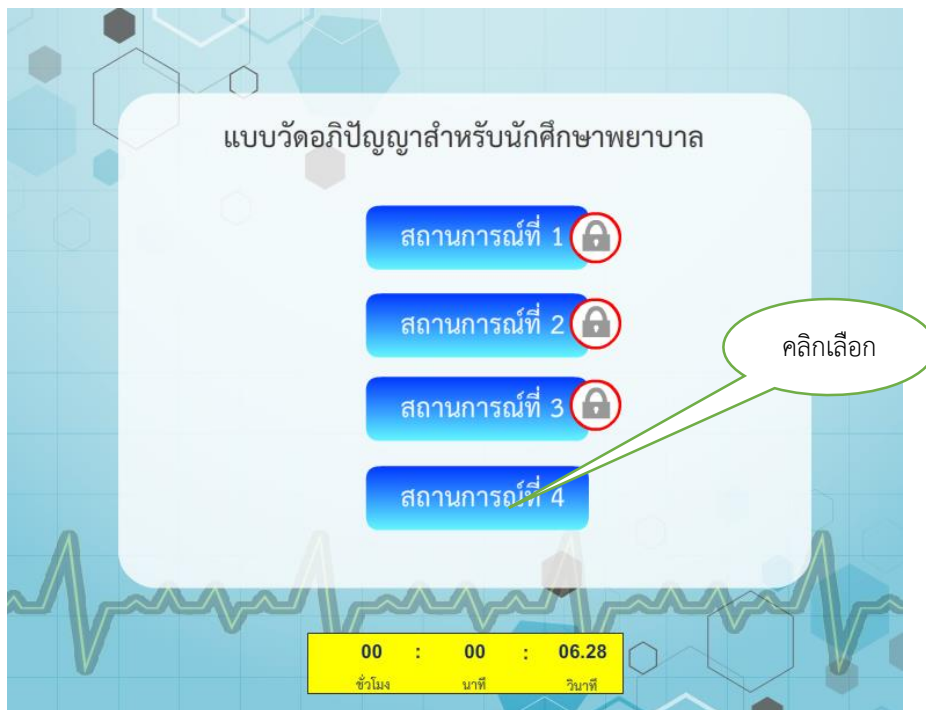 แบบวัดอภิปัญญาสำหรับนักศึกษาพยาบาล
สถานการณ์ที่ 1
สถานการณ์ที่ 2
คลิกเลือก
สถานการณ์ที่ 3
สถานการณ์ที่ 4
00 : 00 : 06.28
ชั่วโมง นาที วินาที